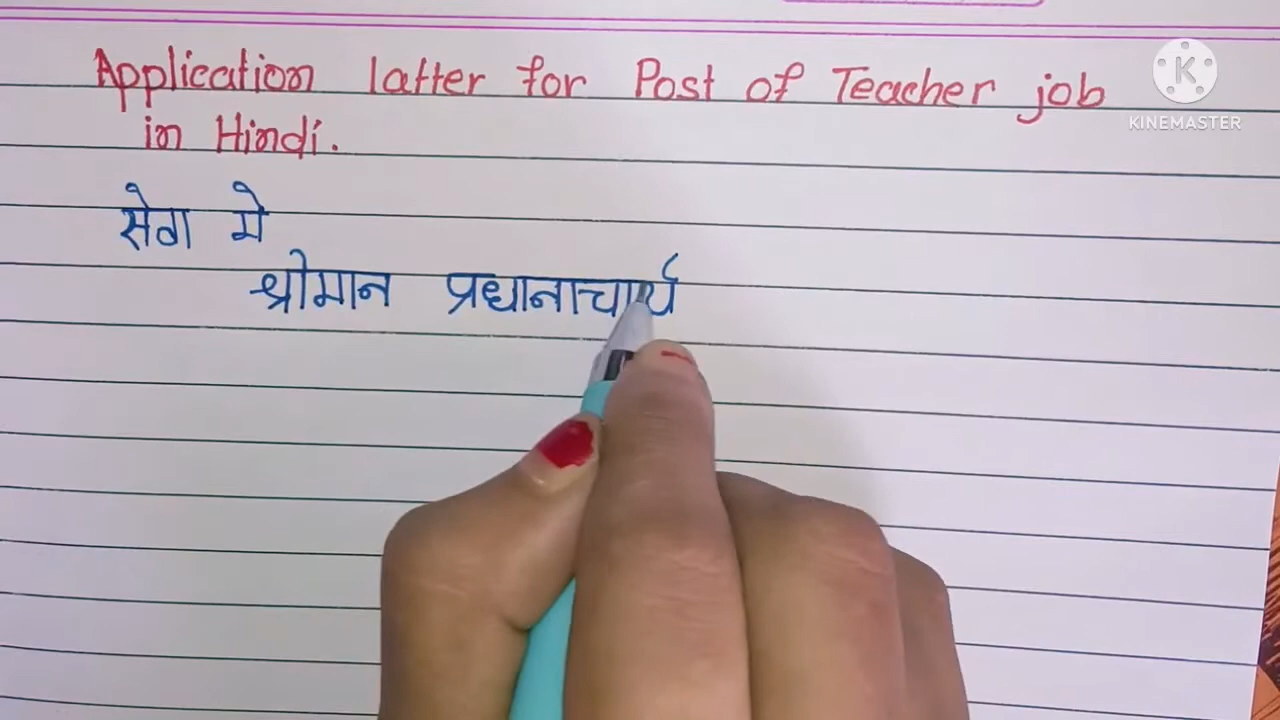 Application latter for Post of Teacher job
in Hindi.
सेवा मे
श्रीमान प्रधानाचार्य
KINEMASTER